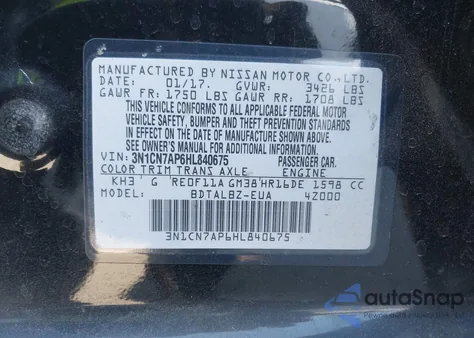 MANUFACTURED BY NISSAN MOTOR CO., LTD.
DATE: 01/17. GVWR: 3426 LBS
GAWR FR: 1750 LBS GAWR RR: 1708 LBS
THIS VEHICLE CONFORMS TO ALL APPLICABLE FEDERAL MOTOR
VEHICLE SAFETY, BUMPER, AND THEFT PREVENTION STANDARDS
IN EFFECT ON THE DATE OF MANUFACTURE SHOWN ABOVE.
SEE OWNERS MANUAL FOR ADDITIONAL INFORMATION
VIN: 3N1CN7AP6HL840675 PASSENGER CAR.
COLOR TRIM TRANS AXLE ENGINE
KH3 G RE0F11A GM38 HR16DE 1598 CC
MODEL: BDTALBZ-EUA 4Z000
3N1CN7AP6HL840675
autoSnap